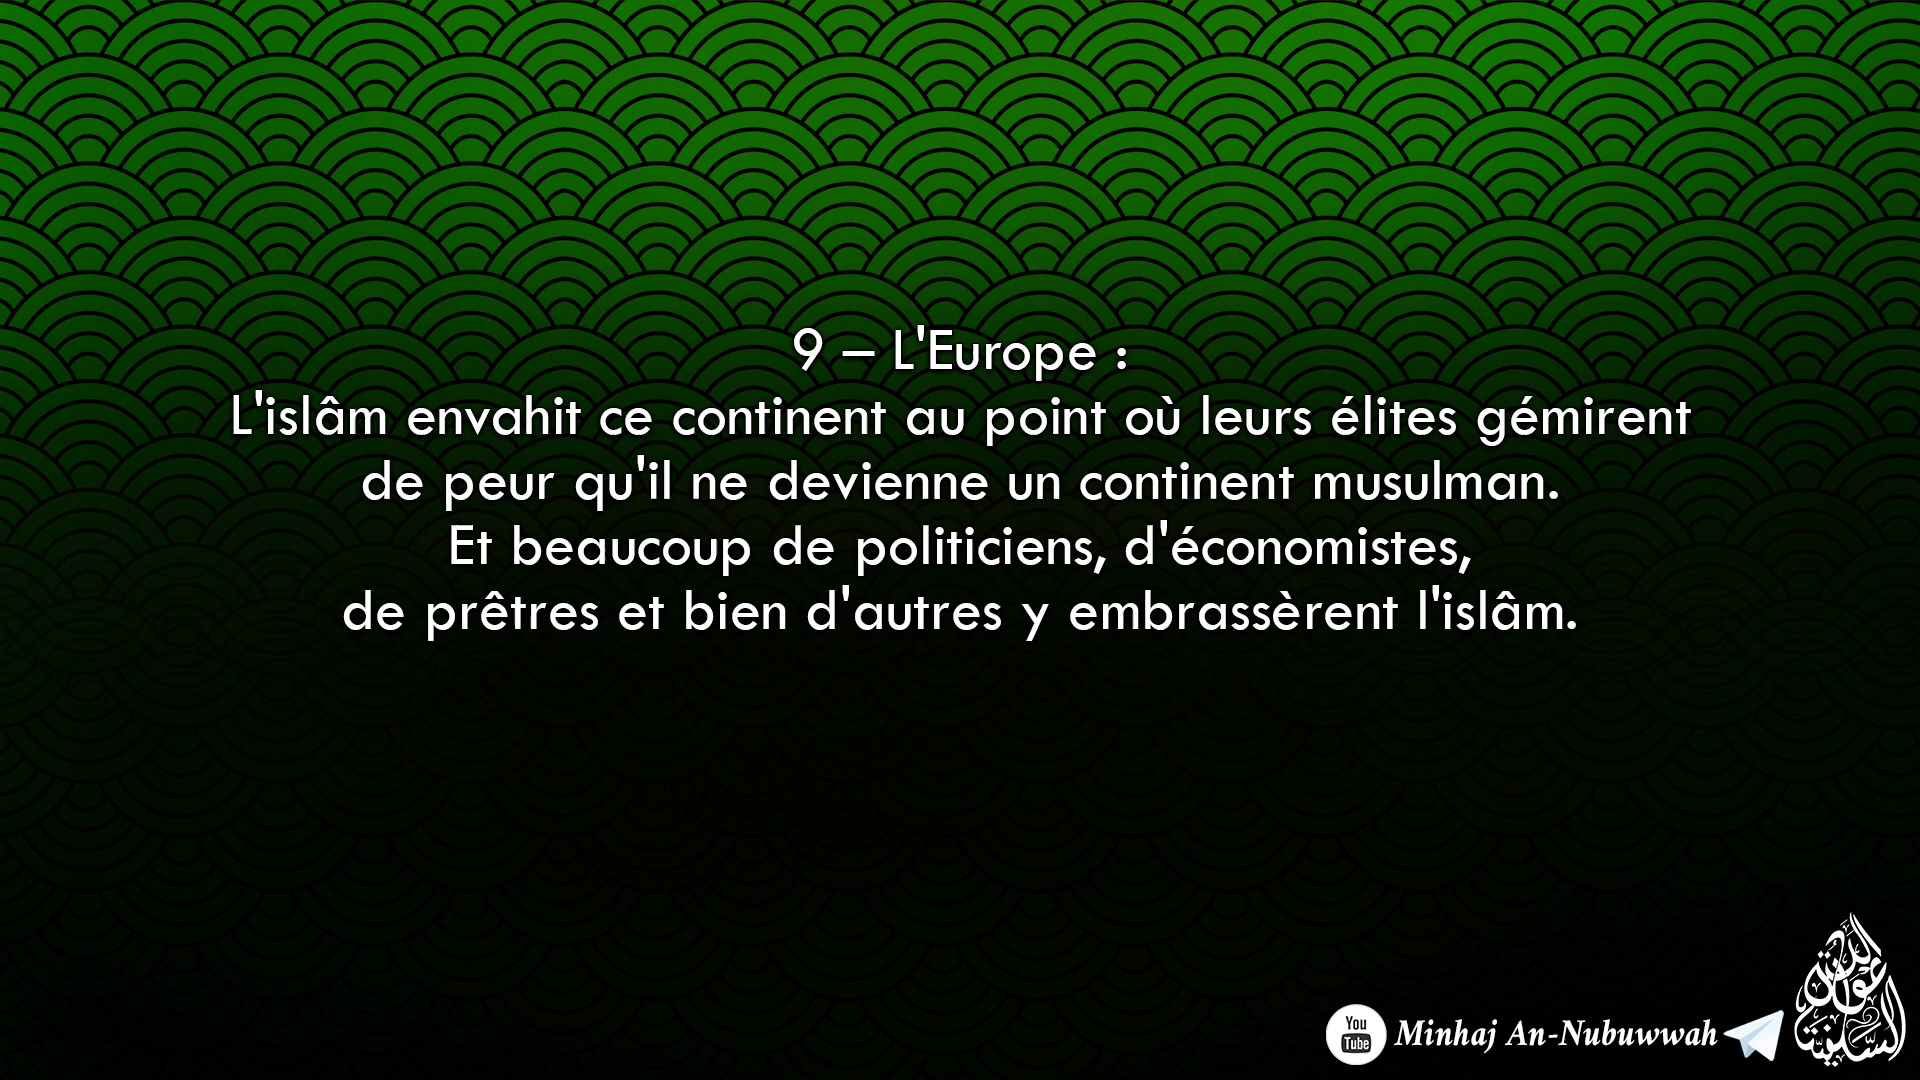 9 – L'Europe :
L'islâm envahit ce continent au point où leurs élites gémirent
de peur qu'il ne devienne un continent musulman.
Et beaucoup de politiciens, d'économistes,
de prêtres et bien d'autres y embrassèrent l'islâm.
You
Tube
Minhaj An-Nubuwwah